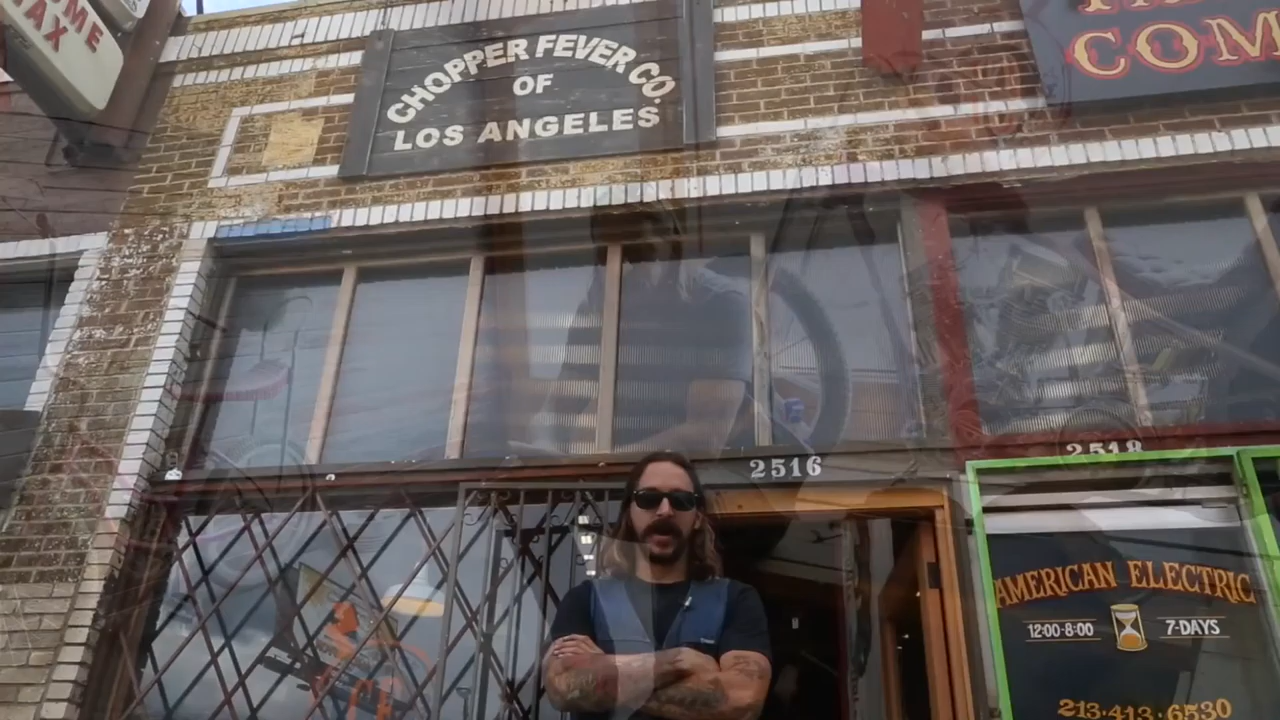 CHOPPER FEVER CO.
OF
LOS ANGELES
COM
2516
2518
AMERICAN ELECTRIC
12:00-8:00
7-DAYS
213·413·6530